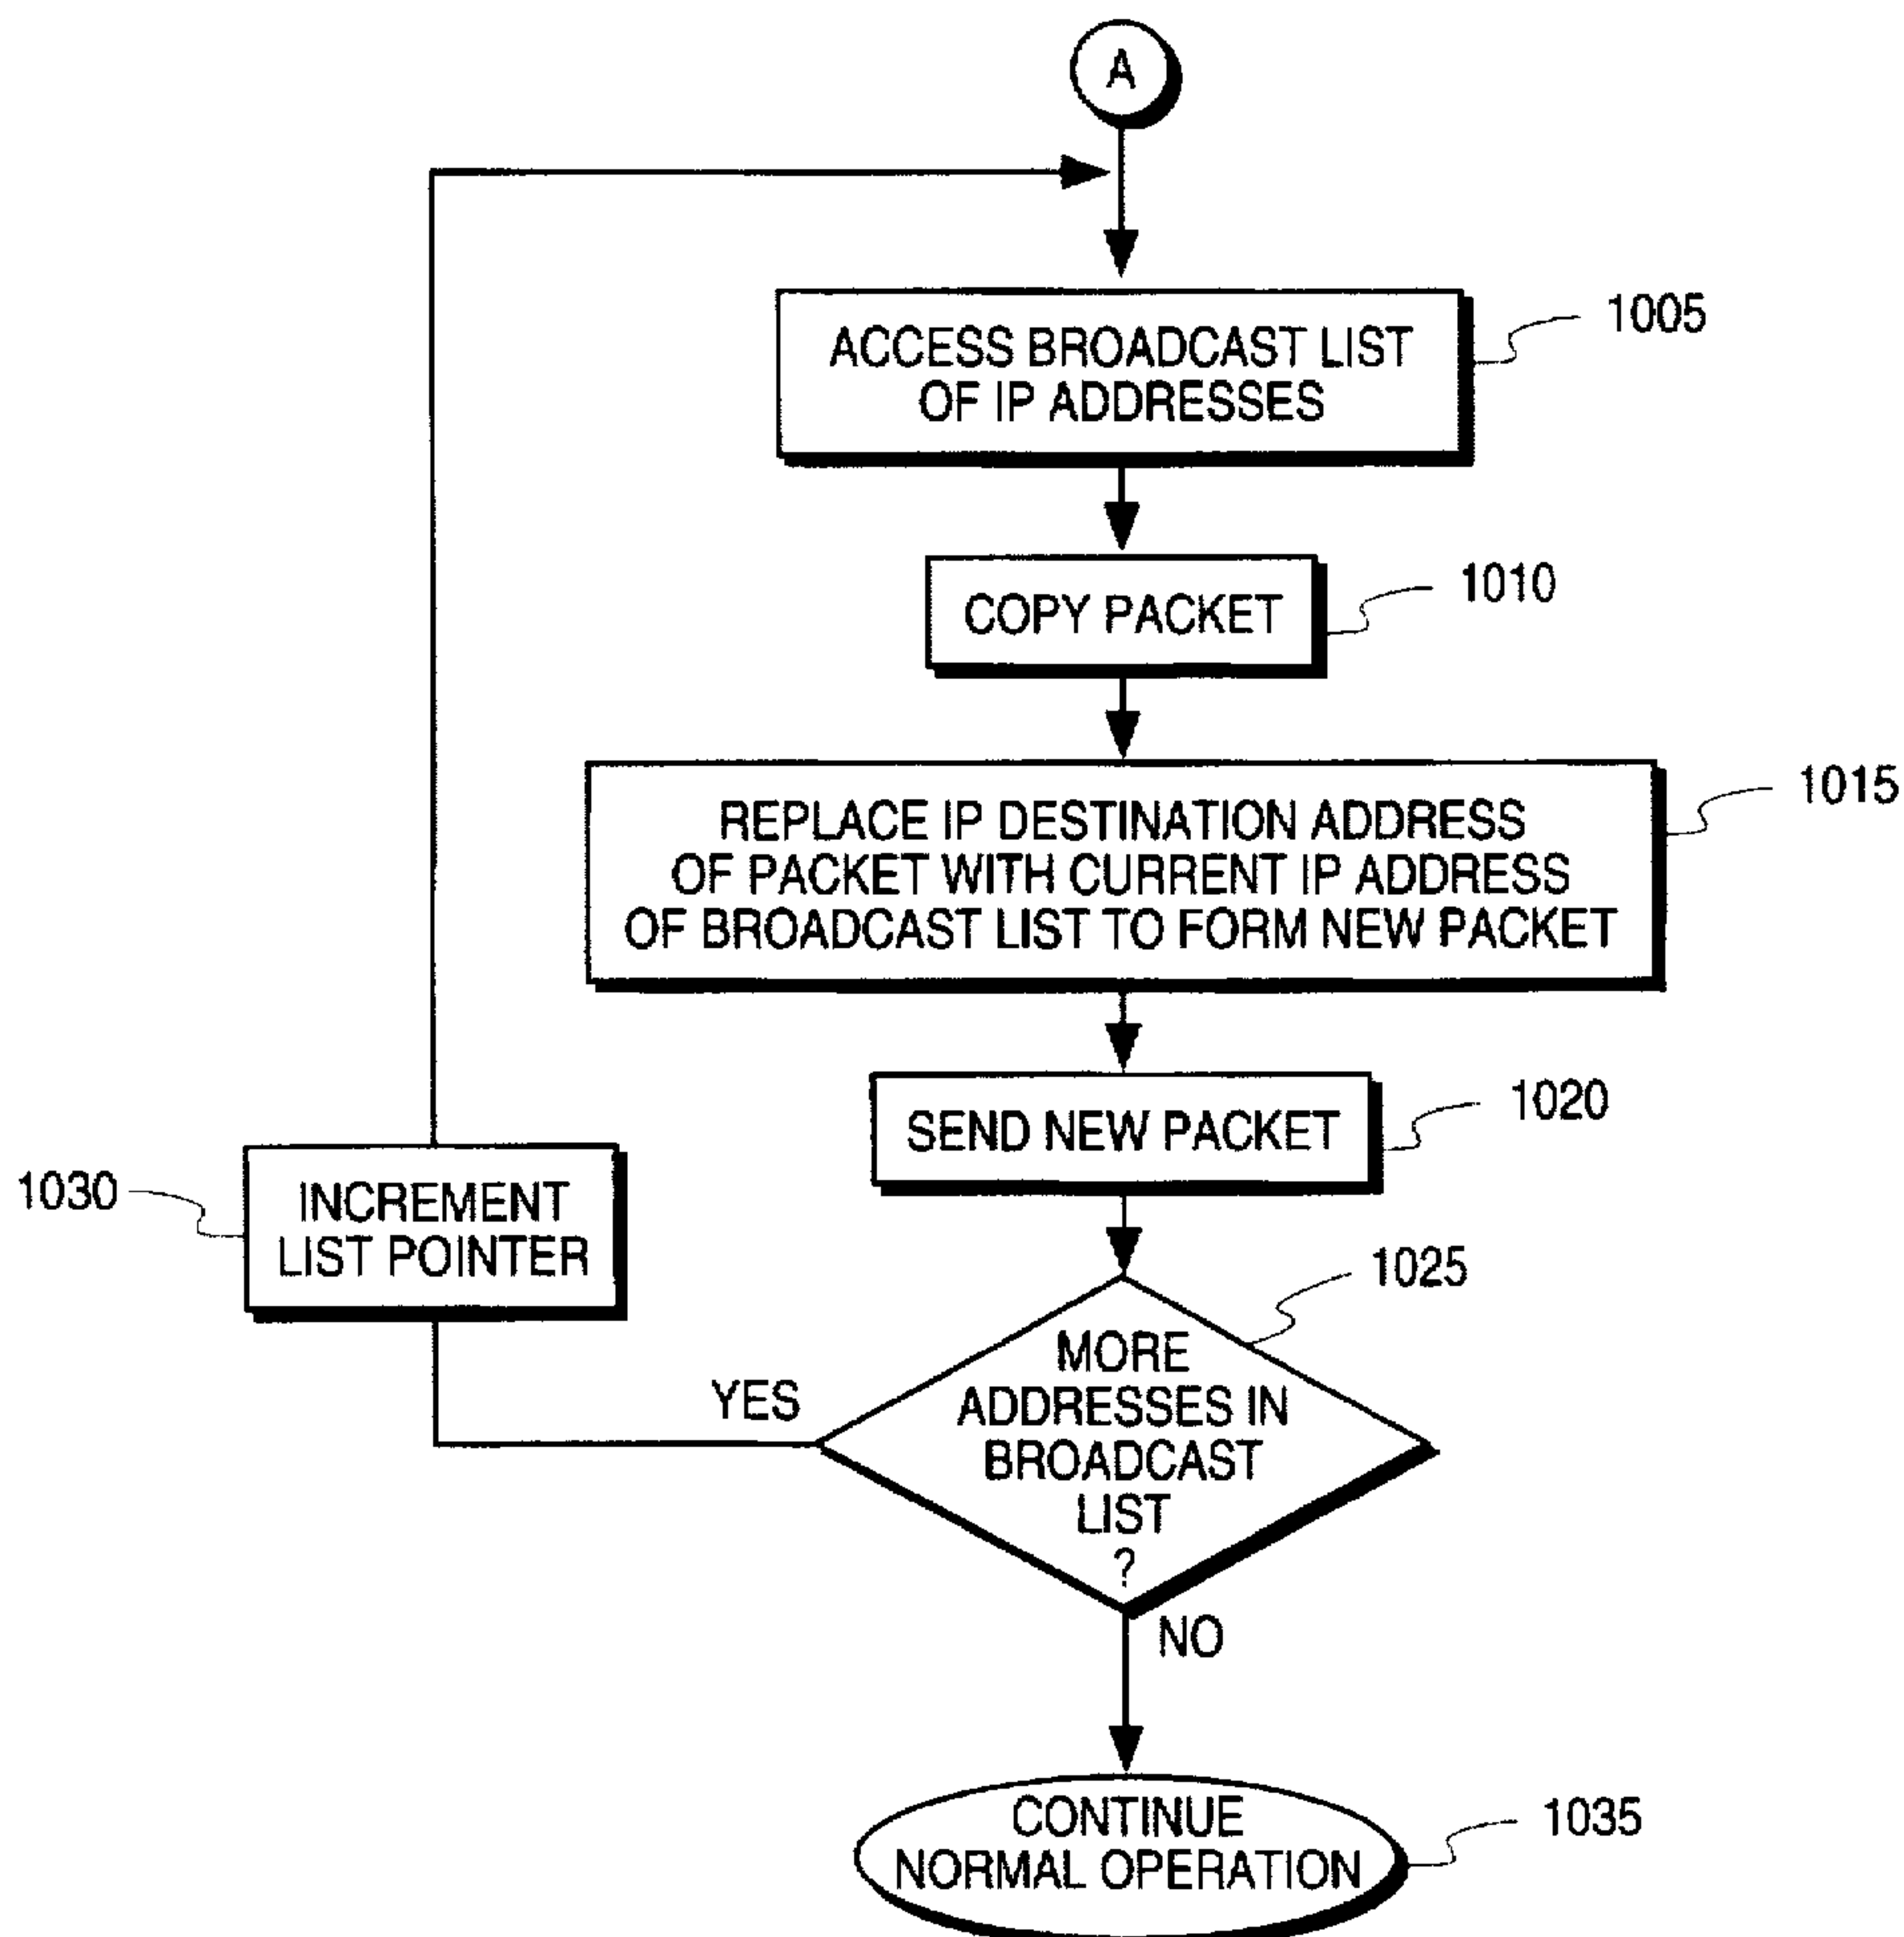 A
ACCESS BROADCAST LIST
OF IP ADDRESSES
1005
COPY PACKET
1010
REPLACE IP DESTINATION ADDRESS
OF PACKET WITH CURRENT IP ADDRESS
OF BROADCAST LIST TO FORM NEW PACKET
1015
SEND NEW PACKET
1020
1030
INCREMENT
LIST POINTER
1025
MORE
ADDRESSES IN
BROADCAST
LIST
?
YES
NO
CONTINUE
NORMAL OPERATION
1035